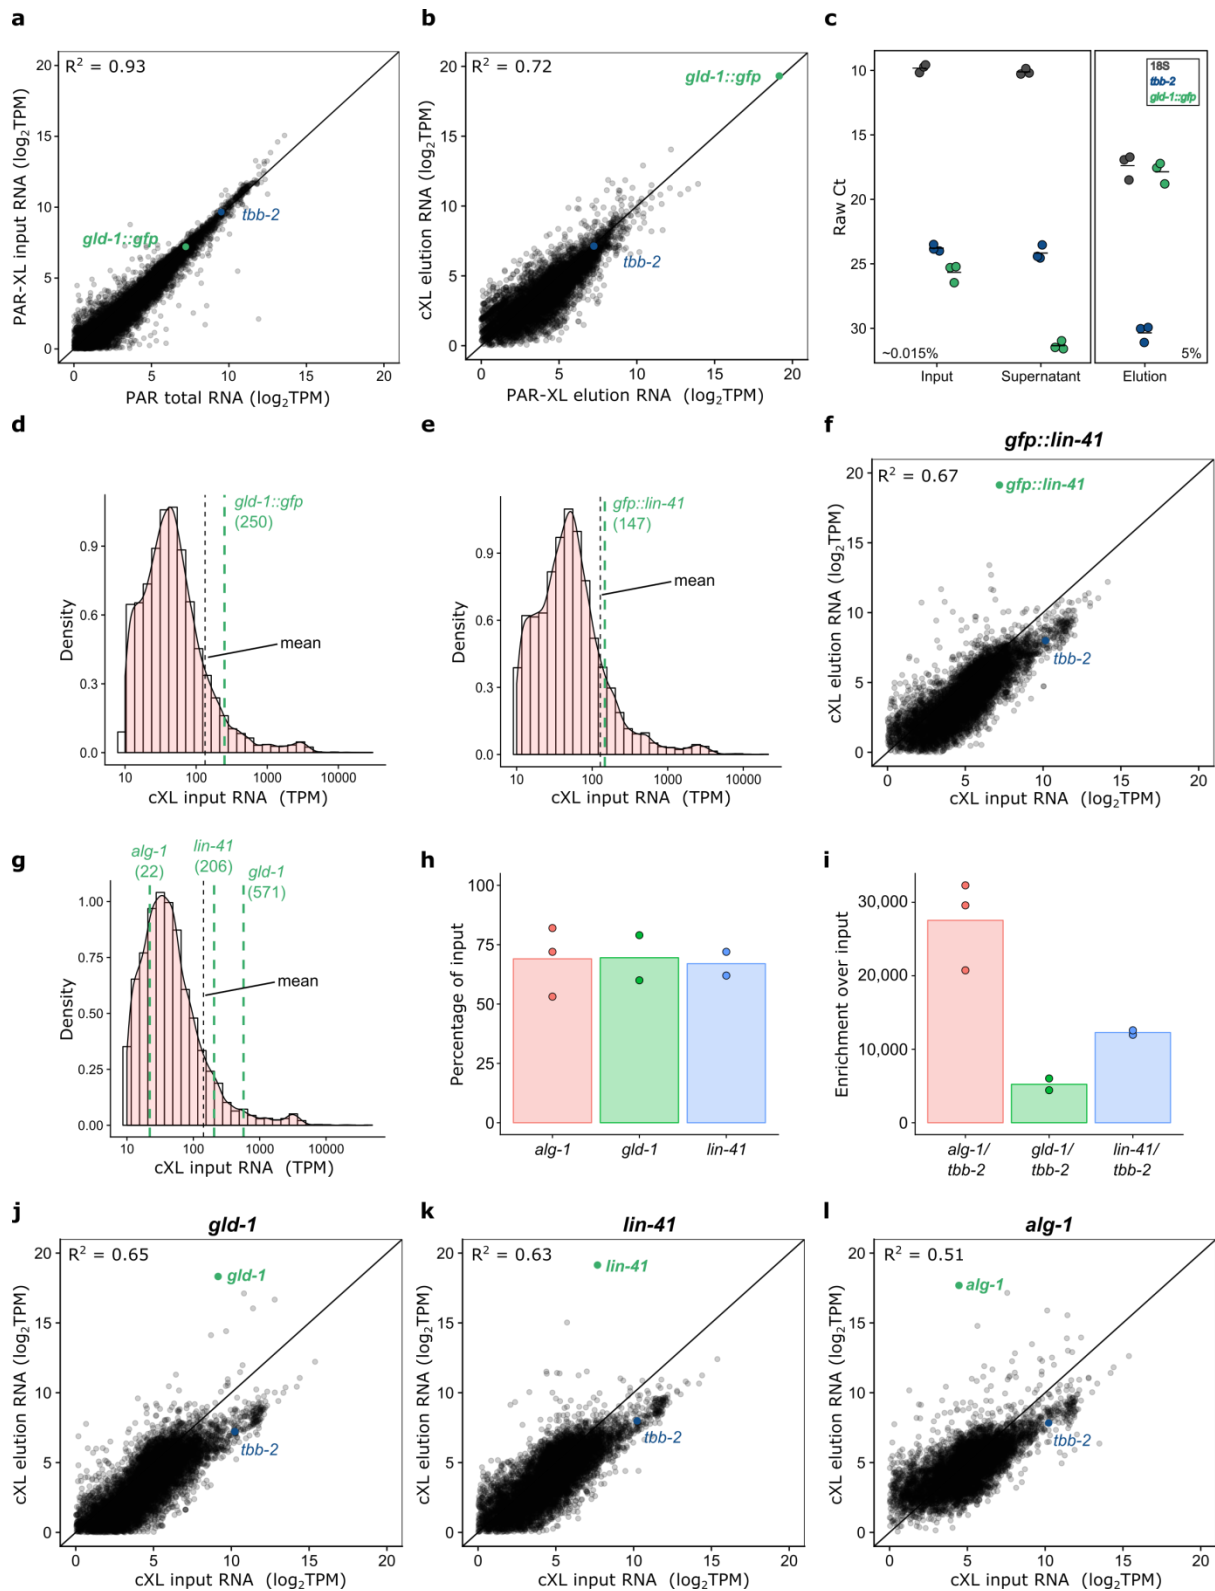 a
R² = 0.93
gld-1::gfp
tbb-2
PAR-XL input RNA (log₂TPM)
PAR total RNA (log₂TPM)
0
5
10
15
20
0
5
10
15
20
b
R² = 0.72
gld-1::gfp
tbb-2
cXL elution RNA (log₂TPM)
PAR-XL elution RNA (log₂TPM)
0
5
10
15
20
0
5
10
15
20
c
18S
tbb-2
gld-1::gfp
Raw Ct
10
15
20
25
30
~0.015%
5%
Input
Supernatant
Elution
d
gld-1::gfp
(250)
mean
Density
0.0
0.3
0.6
0.9
10
100
1000
10000
cXL input RNA (TPM)
e
gfp::lin-41
(147)
mean
Density
0.0
0.3
0.6
0.9
10
100
1000
10000
cXL input RNA (TPM)
f
gfp::lin-41
R² = 0.67
gfp::lin-41
tbb-2
cXL elution RNA (log₂TPM)
cXL input RNA (log₂TPM)
0
5
10
15
20
0
5
10
15
20
g
alg-1
(22)
lin-41
(206)
gld-1
(571)
mean
Density
0.00
0.25
0.50
0.75
1.00
10
100
1000
10000
cXL input RNA (TPM)
h
Percentage of input
0
25
50
75
100
alg-1
gld-1
lin-41
i
Enrichment over input
0
10,000
20,000
30,000
alg-1/
tbb-2
gld-1/
tbb-2
lin-41/
tbb-2
j
gld-1
R² = 0.65
gld-1
tbb-2
cXL elution RNA (log₂TPM)
cXL input RNA (log₂TPM)
0
5
10
15
20
0
5
10
15
20
k
lin-41
R² = 0.63
lin-41
tbb-2
cXL elution RNA (log₂TPM)
cXL input RNA (log₂TPM)
0
5
10
15
20
0
5
10
15
20
l
alg-1
R² = 0.51
alg-1
tbb-2
cXL elution RNA (log₂TPM)
cXL input RNA (log₂TPM)
0
5
10
15
20
0
5
10
15
20